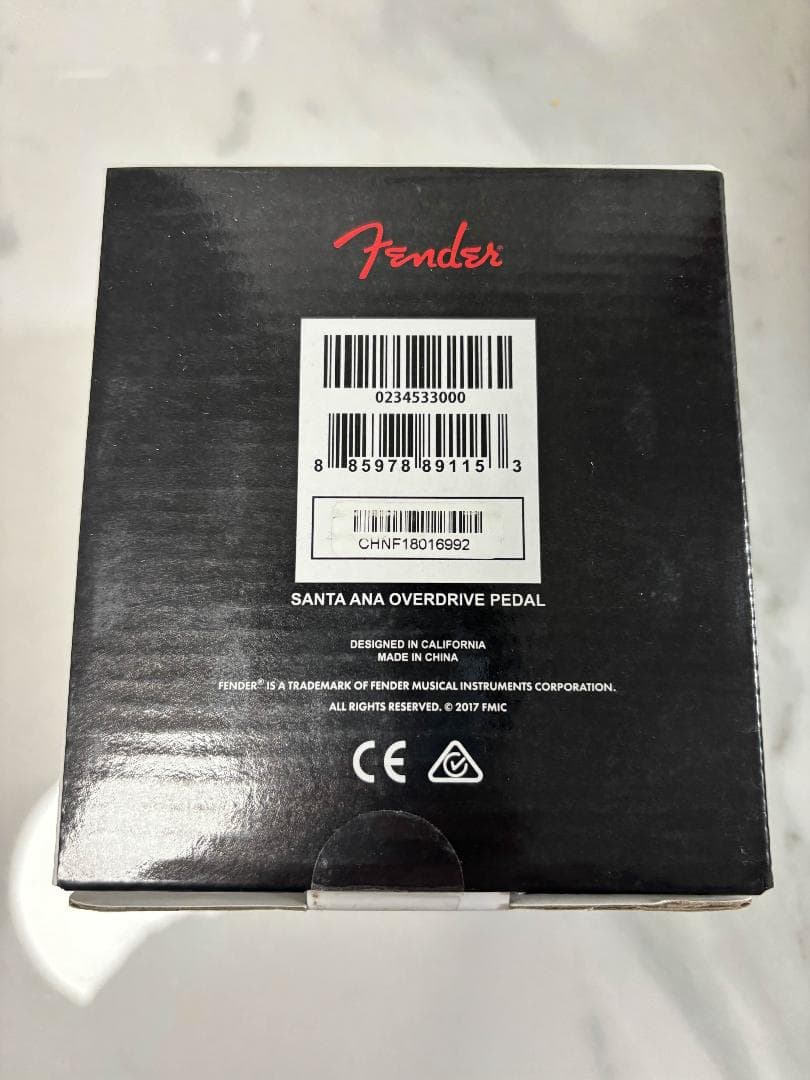 Fender®
0234533000
8 85978 89115 3
CHNF18016992
SANTA ANA OVERDRIVE PEDAL
DESIGNED IN CALIFORNIA
MADE IN CHINA
FENDER® IS A TRADEMARK OF FENDER MUSICAL INSTRUMENTS CORPORATION.
ALL RIGHTS RESERVED. © 2017 FMIC
CE